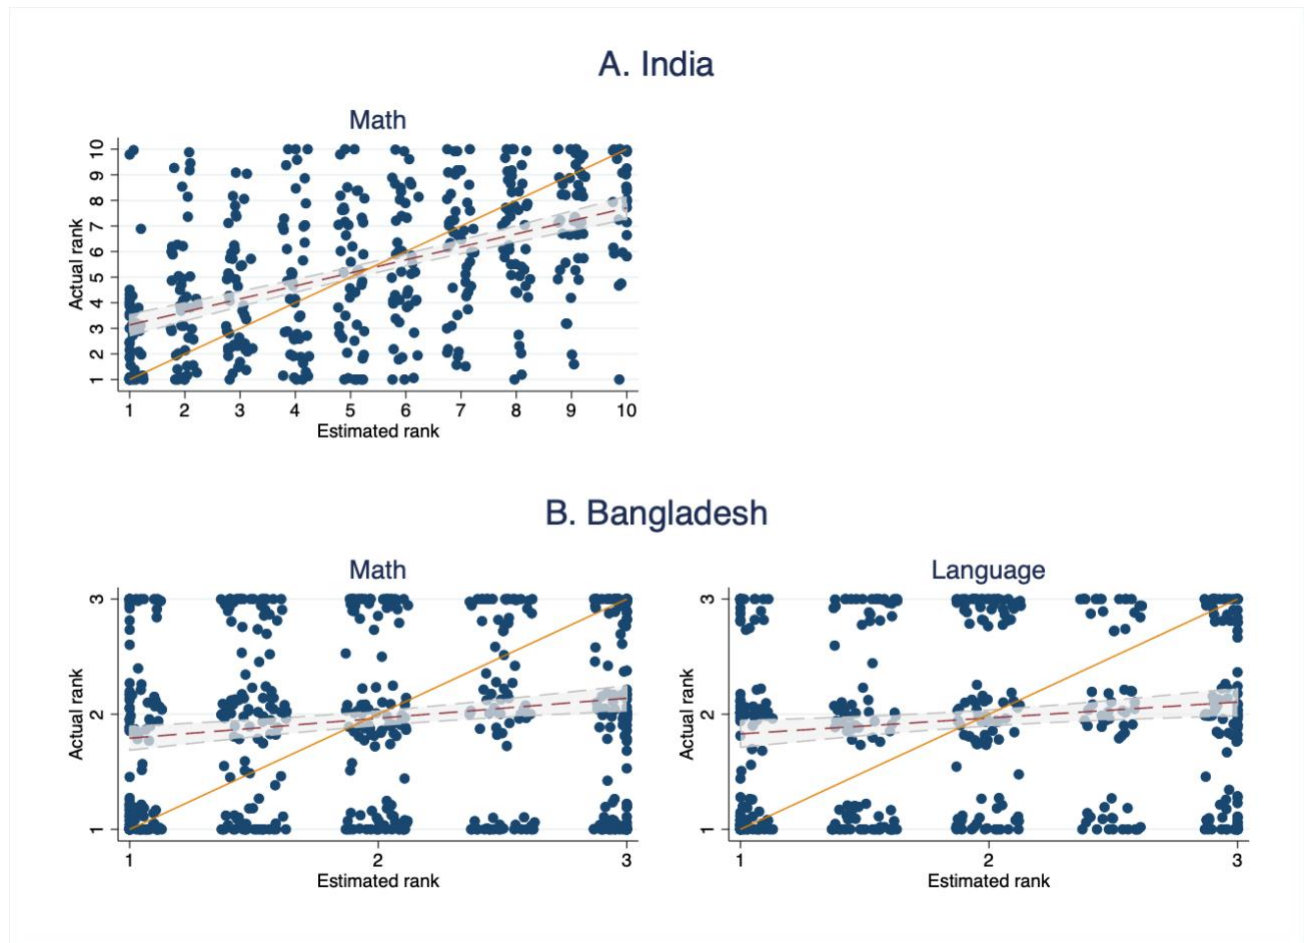 A. India
Math
Actual rank
10
9
8
7
6
5
4
3
2
1
1 2 3 4 5 6 7 8 9 10
Estimated rank
B. Bangladesh
Math
Actual rank
3
2
1
1 2 3
Estimated rank
Language
Actual rank
3
2
1
1 2 3
Estimated rank